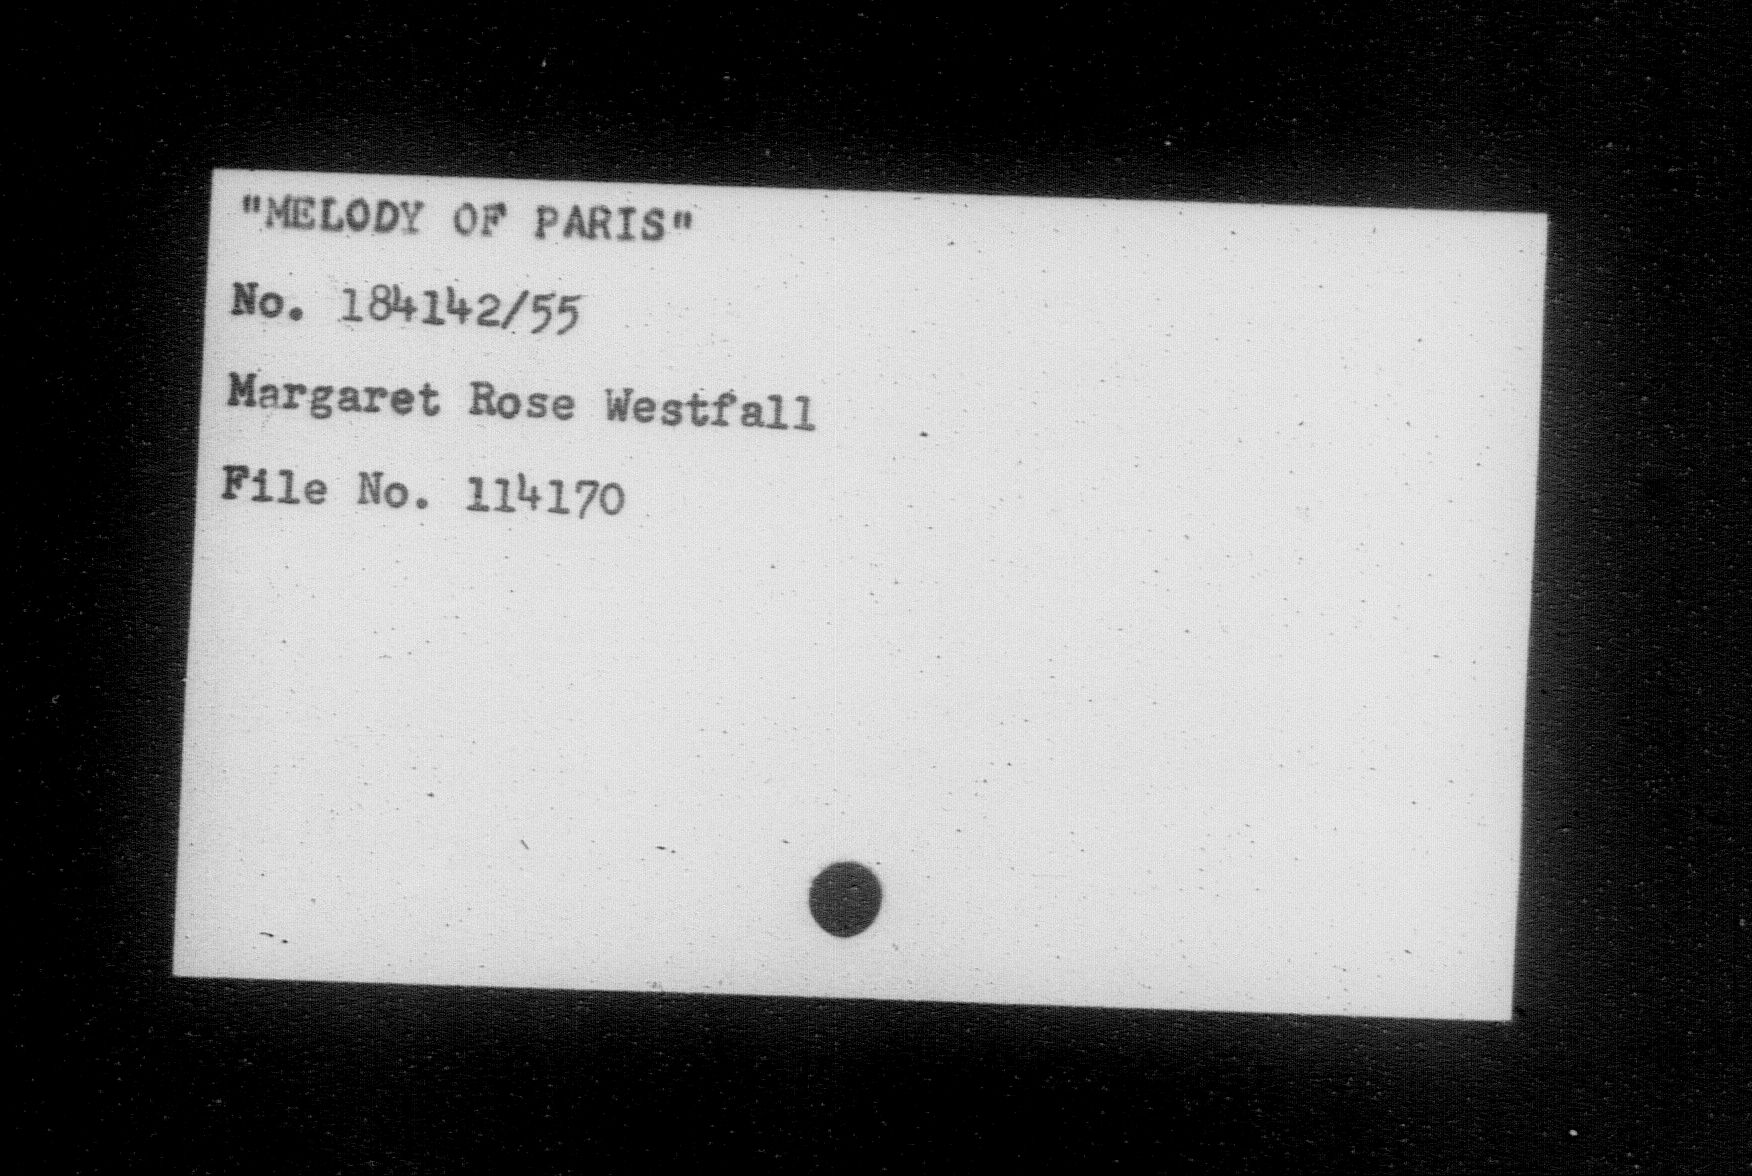 "MELODY OF PARIS"
No. 184142/55
Margaret Rose Westfall
File No. 114170